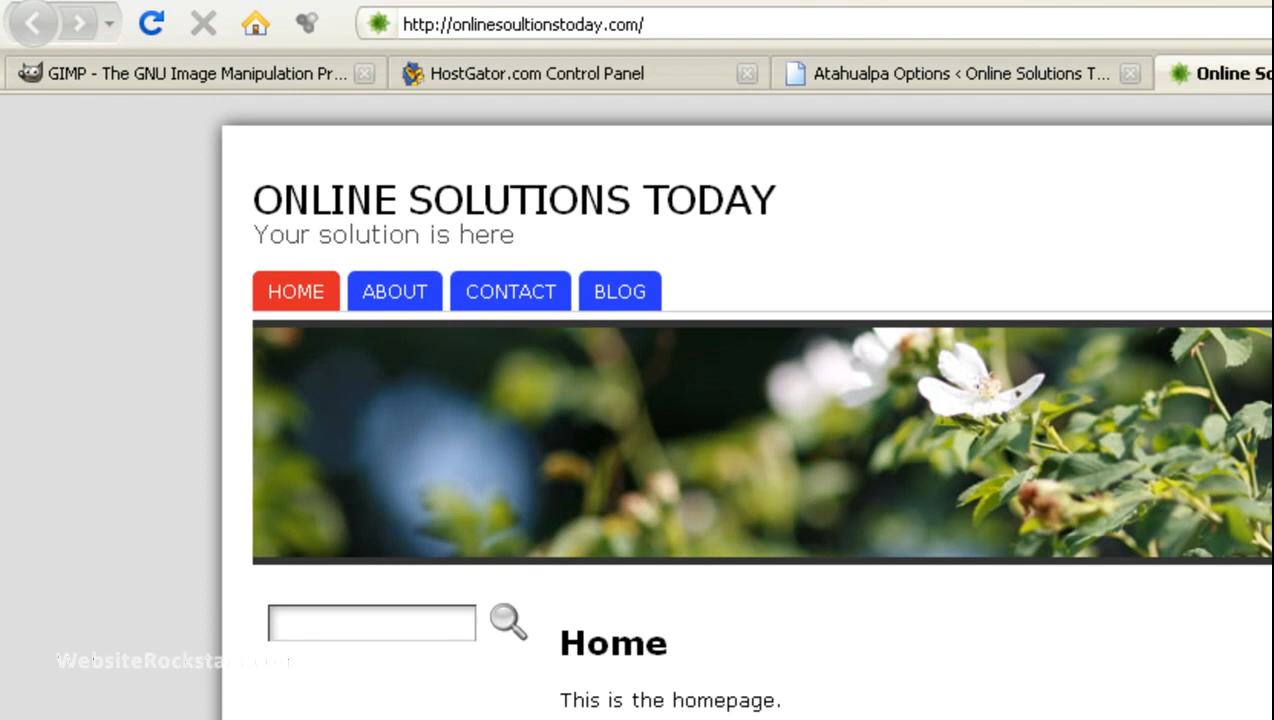 http://onlinesoultionstoday.com/
GIMP - The GNU Image Manipulation Pr...
HostGator.com Control Panel
Atahualpa Options < Online Solutions T...
Online So
ONLINE SOLUTIONS TODAY
Your solution is here
HOME
ABOUT
CONTACT
BLOG
Home
This is the homepage.